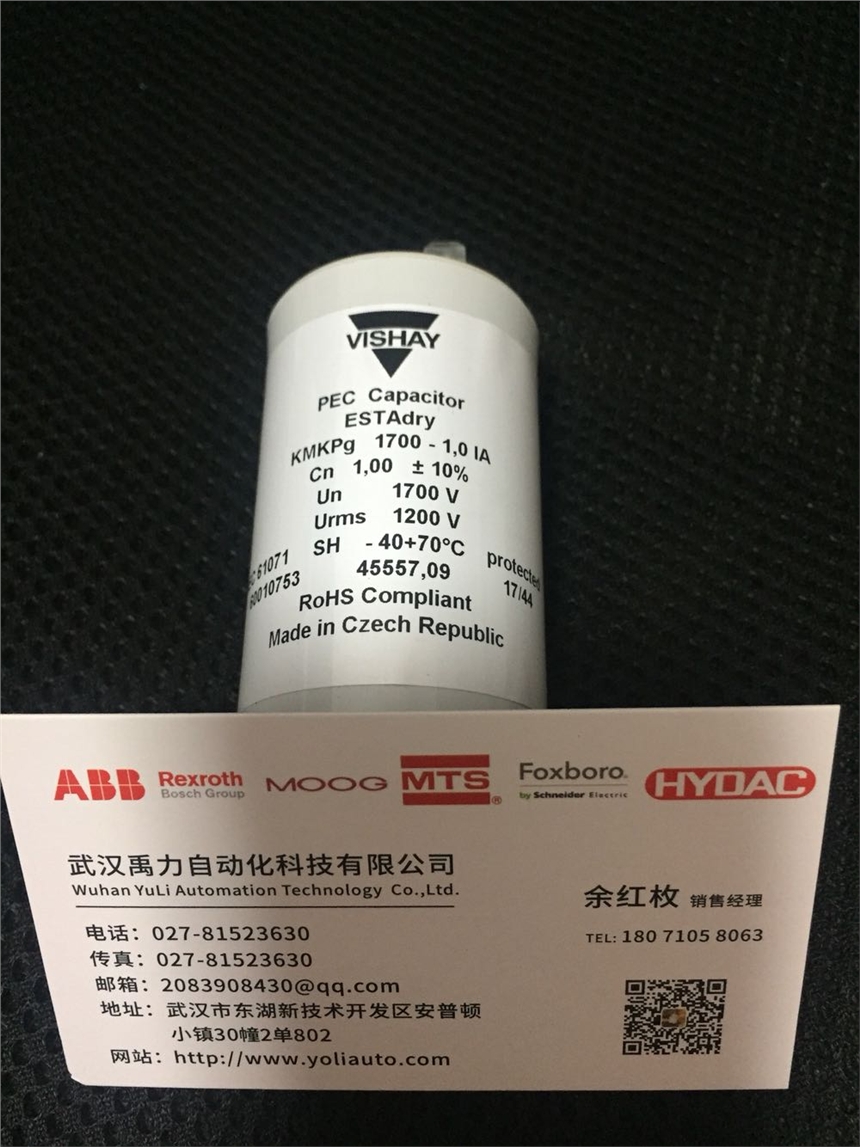 VISHAY
PEC Capacitor
ESTAdry
KMKPg 1700 - 1,0 IA
Cn 1,00 ± 10%
Un 1700 V
Urms 1200 V
SH - 40+70°C
61071
protected
45557,09
17/44
RoHS Compliant
Made in Czech Republic
ABB
Rexroth
Bosch Group
MOOG
MTS®
Foxboro®
by Schneider Electric
HYDAC
武汉禹力自动化科技有限公司
Wuhan YuLi Automation Technology Co.,Ltd.
余红枚 销售经理
TEL: 180 7105 8063
电话：027-81523630
传真：027-81523630
邮箱：2083908430@qq.com
地址：武汉市东湖新技术开发区安普顿
小镇30幢2单802
网站：http://www.yoliauto.com